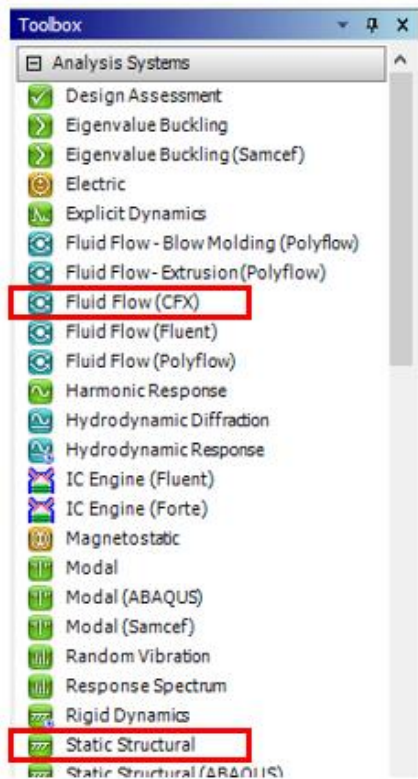 Toolbox
Analysis Systems
Design Assessment
Eigenvalue Buckling
Eigenvalue Buckling (Samcef)
Electric
Explicit Dynamics
Fluid Flow - Blow Molding (Polyflow)
Fluid Flow- Extrusion (Polyflow)
Fluid Flow (CFX)
Fluid Flow (Fluent)
Fluid Flow (Polyflow)
Harmonic Response
Hydrodynamic Diffraction
Hydrodynamic Response
IC Engine (Fluent)
IC Engine (Forte)
Magnetostatic
Modal
Modal (ABAQUS)
Modal (Samcef)
Random Vibration
Response Spectrum
Rigid Dynamics
Static Structural
Static Structural (ABAQUS)